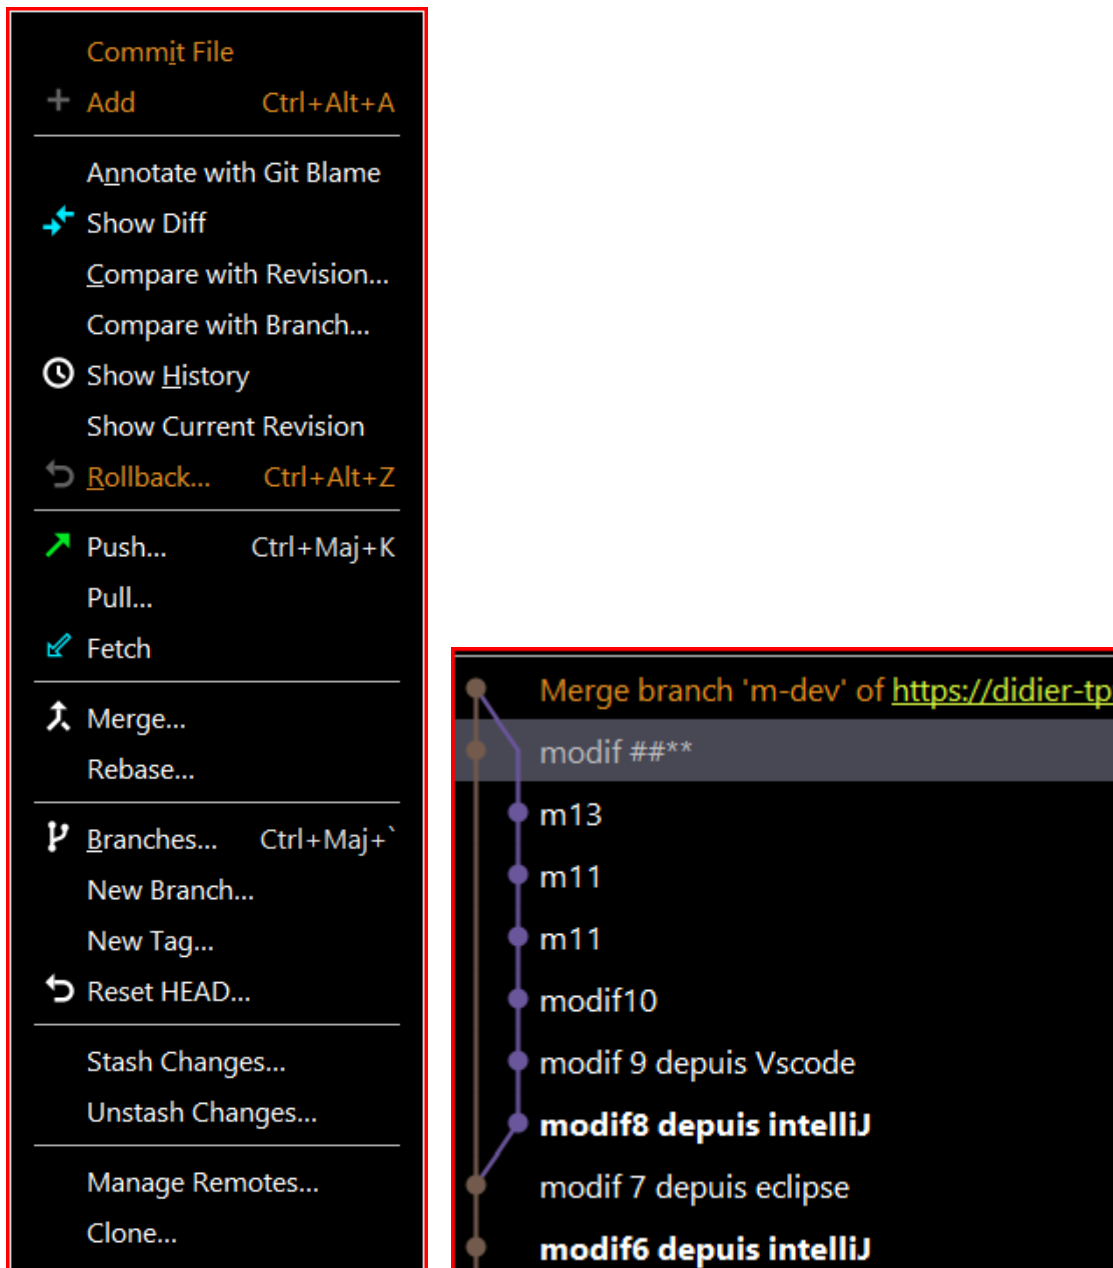 Commit File
Add Ctrl+Alt+A
Annotate with Git Blame
Show Diff
Compare with Revision...
Compare with Branch...
Show History
Show Current Revision
Rollback... Ctrl+Alt+Z
Push... Ctrl+Maj+K
Pull...
Fetch
Merge...
Rebase...
Branches... Ctrl+Maj+`
New Branch...
New Tag...
Reset HEAD...
Stash Changes...
Unstash Changes...
Manage Remotes...
Clone...
Merge branch 'm-dev' of https://didier-tp
modif ##**
m13
m11
m11
modif10
modif 9 depuis Vscode
modif8 depuis intelliJ
modif 7 depuis eclipse
modif6 depuis intelliJ